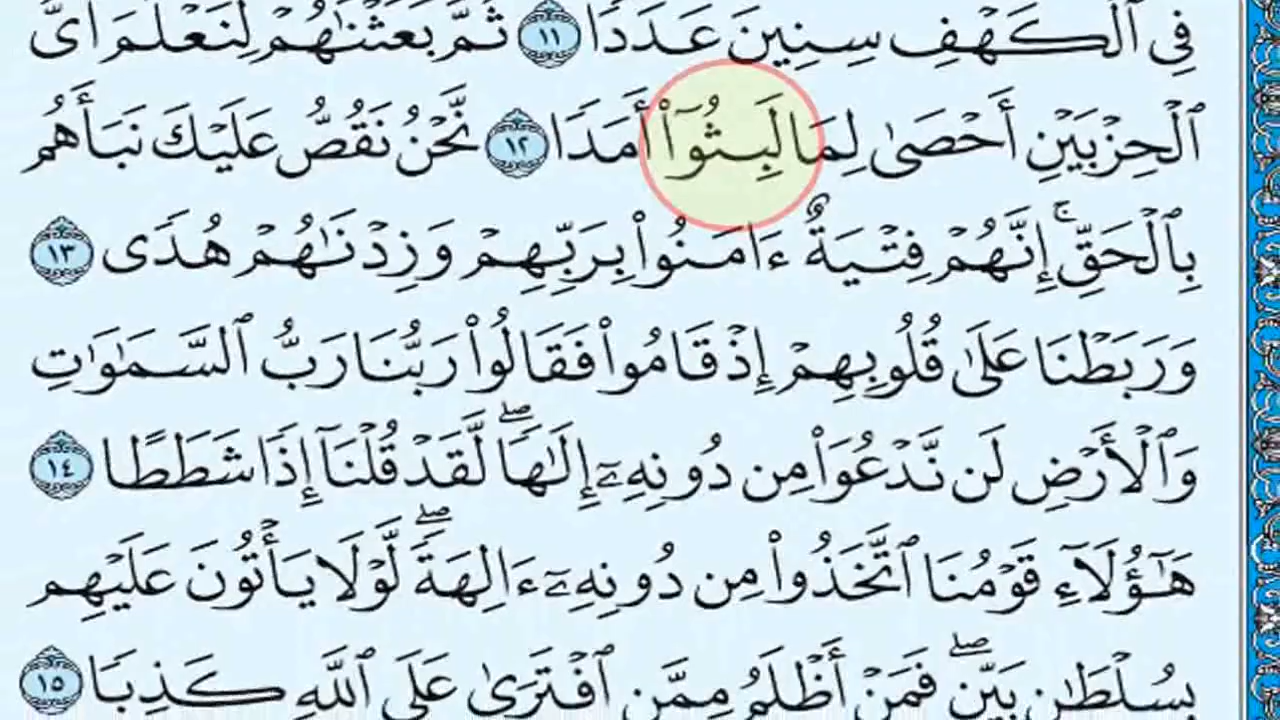 فِي ٱلۡكَهۡفِ سِنِينَ عَدَدٗا ١١ ثُمَّ بَعَثۡنَٰهُمۡ لِنَعۡلَمَ أَيُّ
ٱلۡحِزۡبَيۡنِ أَحۡصَىٰ لِمَا لَبِثُوٓاْ أَمَدٗا ١٢ نَّحۡنُ نَقُصُّ عَلَيۡكَ نَبَأَهُم
بِٱلۡحَقِّۚ إِنَّهُمۡ فِتۡيَةٌ ءَامَنُواْ بِرَبِّهِمۡ وَزِدۡنَٰهُمۡ هُدٗى ١٣
وَرَبَطۡنَا عَلَىٰ قُلُوبِهِمۡ إِذۡ قَامُواْ فَقَالُواْ رَبُّنَا رَبُّ ٱلسَّمَٰوَٰتِ
وَٱلۡأَرۡضِ لَن نَّدۡعُوَاْ مِن دُونِهِۦٓ إِلَٰهٗاۖ لَّقَدۡ قُلۡنَآ إِذٗا شَطَطًا ١٤
هَٰٓؤُلَآءِ قَوۡمُنَا ٱتَّخَذُواْ مِن دُونِهِۦٓ ءَالِهَةٗۖ لَّوۡلَا يَأۡتُونَ عَلَيۡهِم
بِسُلۡطَٰنِۭ بَيِّنٖۖ فَمَنۡ أَظۡلَمُ مِمَّنِ ٱفۡتَرَىٰ عَلَى ٱللَّهِ كَذِبٗا ١٥